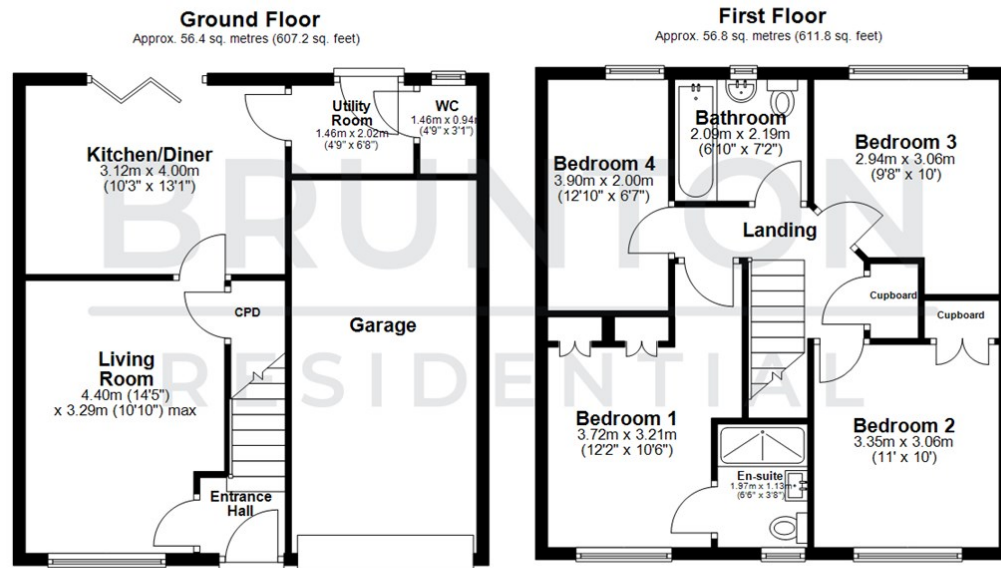 Ground Floor
Approx. 56.4 sq. metres (607.2 sq. feet)
Kitchen/Diner
3.12m x 4.00m
(10'3" x 13'1")
Utility
Room
1.46m x 2.02m
(4'9" x 6'8")
WC
1.46m x 0.94m
(4'9" x 3'1")
CPD
Garage
Living
Room
4.40m (14'5")
x 3.29m (10'10") max
Entrance
Hall
First Floor
Approx. 56.8 sq. metres (611.8 sq. feet)
Bedroom 4
3.90m x 2.00m
(12'10" x 6'7")
Bathroom
2.09m x 2.19m
(6'10" x 7'2")
Bedroom 3
2.94m x 3.06m
(9'8" x 10')
Landing
Cupboard
Cupboard
Bedroom 1
3.72m x 3.21m
(12'2" x 10'6")
En-suite
1.97m x 1.13m
(6'6" x 3'8")
Bedroom 2
3.35m x 3.06m
(11' x 10')
BRUNTON
RESIDENTIAL